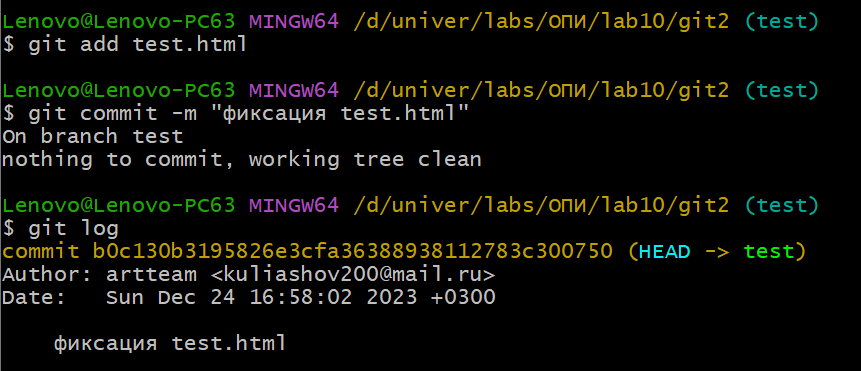 Lenovo@Lenovo-PC63 MINGW64 /d/univer/labs/ОПИ/lab10/git2 (test)
$ git add test.html
Lenovo@Lenovo-PC63 MINGW64 /d/univer/labs/ОПИ/lab10/git2 (test)
$ git commit -m "фиксация test.html"
On branch test
nothing to commit, working tree clean
Lenovo@Lenovo-PC63 MINGW64 /d/univer/labs/ОПИ/lab10/git2 (test)
$ git log
commit b0c130b3195826e3cfa36388938112783c300750 (HEAD -> test)
Author: artteam <kuliashov200@mail.ru>
Date:   Sun Dec 24 16:58:02 2023 +0300
    фиксация test.html